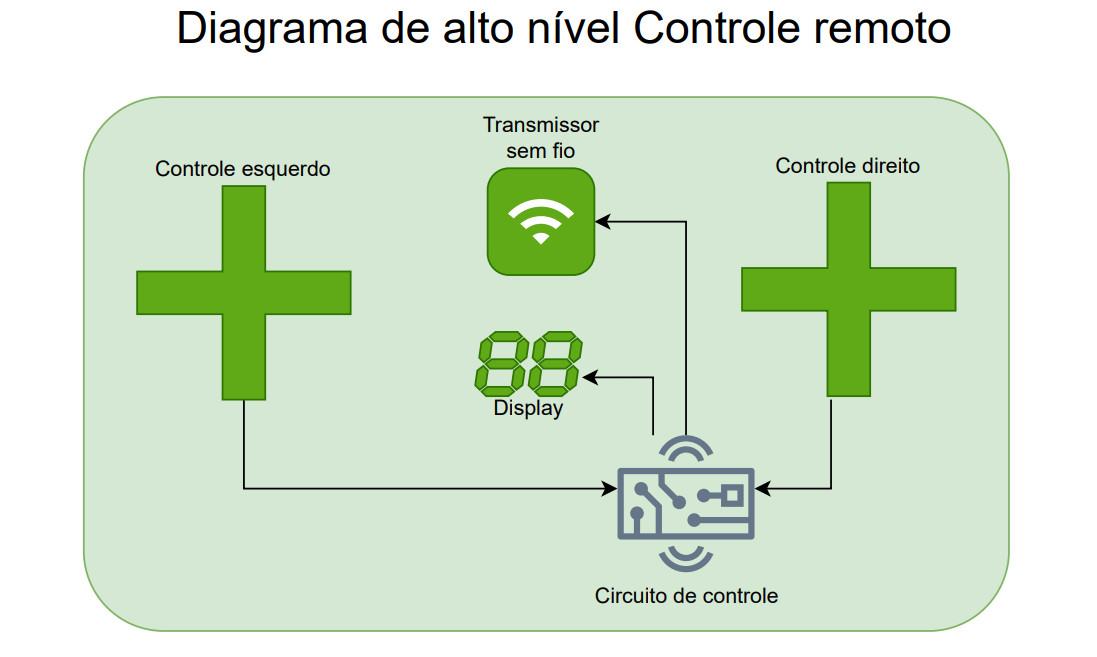 Diagrama de alto nível Controle remoto
Transmissor
sem fio
Controle esquerdo
Controle direito
88
Display
Circuito de controle